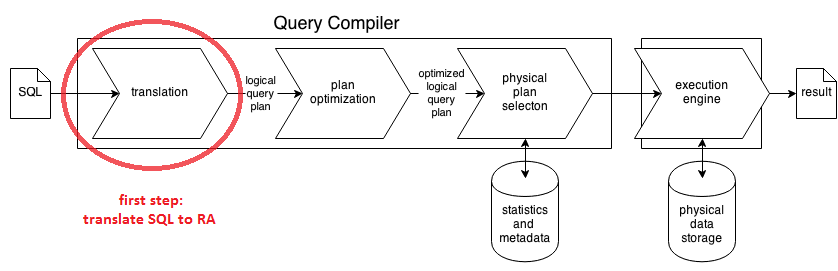 Query Compiler
SQL
translation
logical
query
plan
plan
optimization
optimized
logical
query
plan
physical
plan
selecton
execution
engine
result
first step:
translate SQL to RA
statistics
and
metadata
physical
data
storage